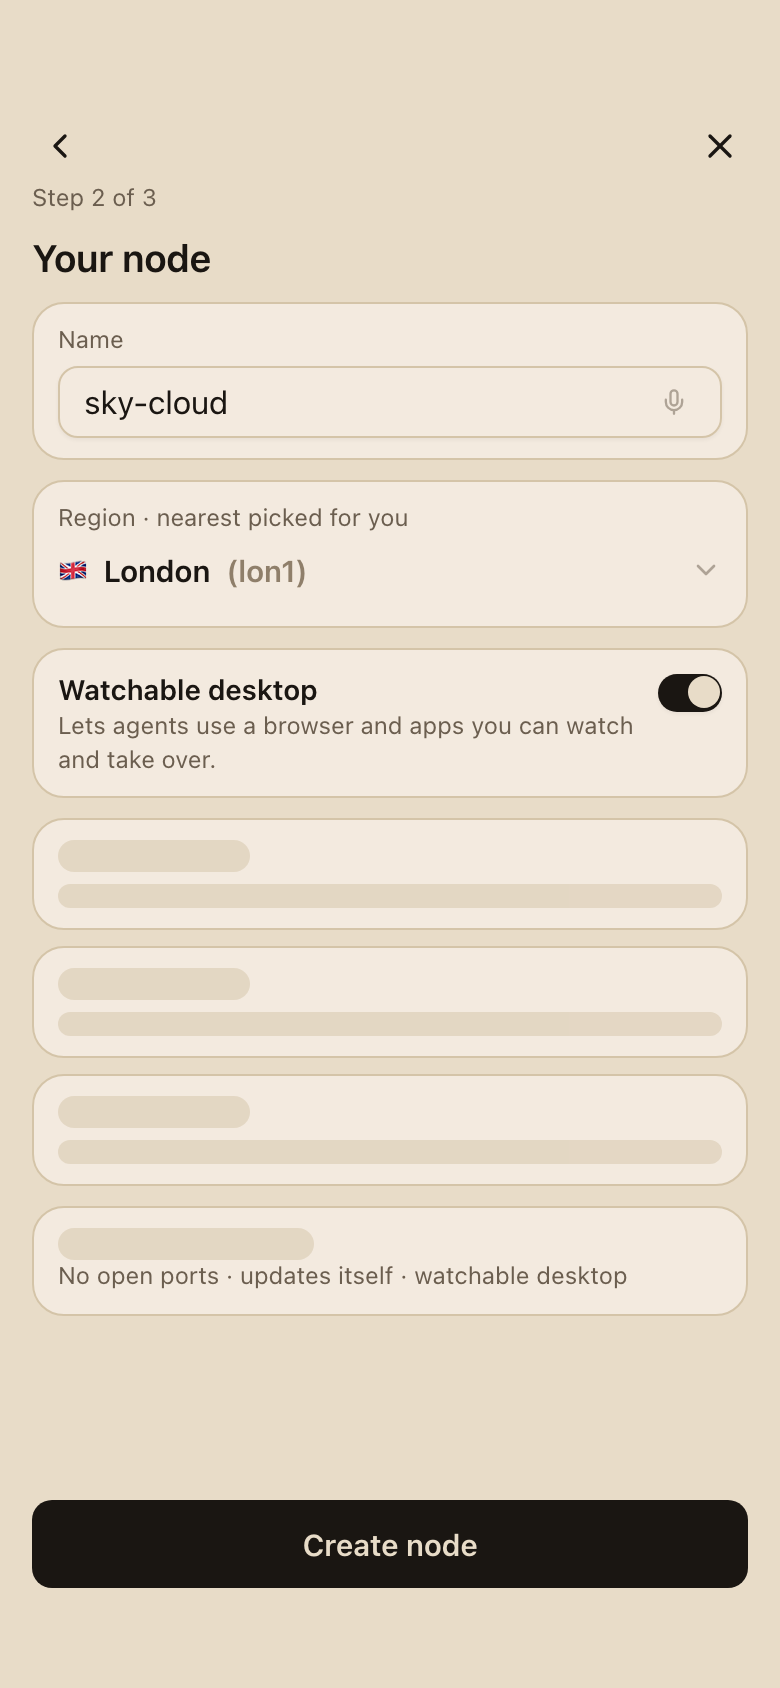 Step 2 of 3
Your node
Name
sky-cloud
Region · nearest picked for you
London (lon1)
Watchable desktop
Lets agents use a browser and apps you can watch
and take over.
No open ports · updates itself · watchable desktop
Create node